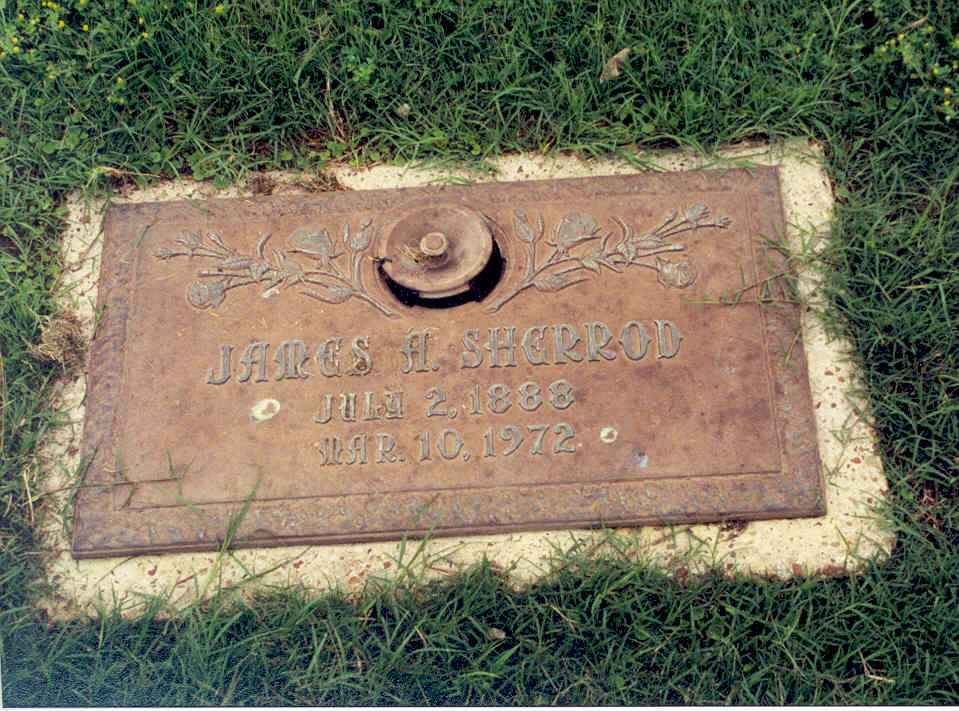 JAMES A. SHERROD
JULY 2, 1888
MAR. 10, 1972